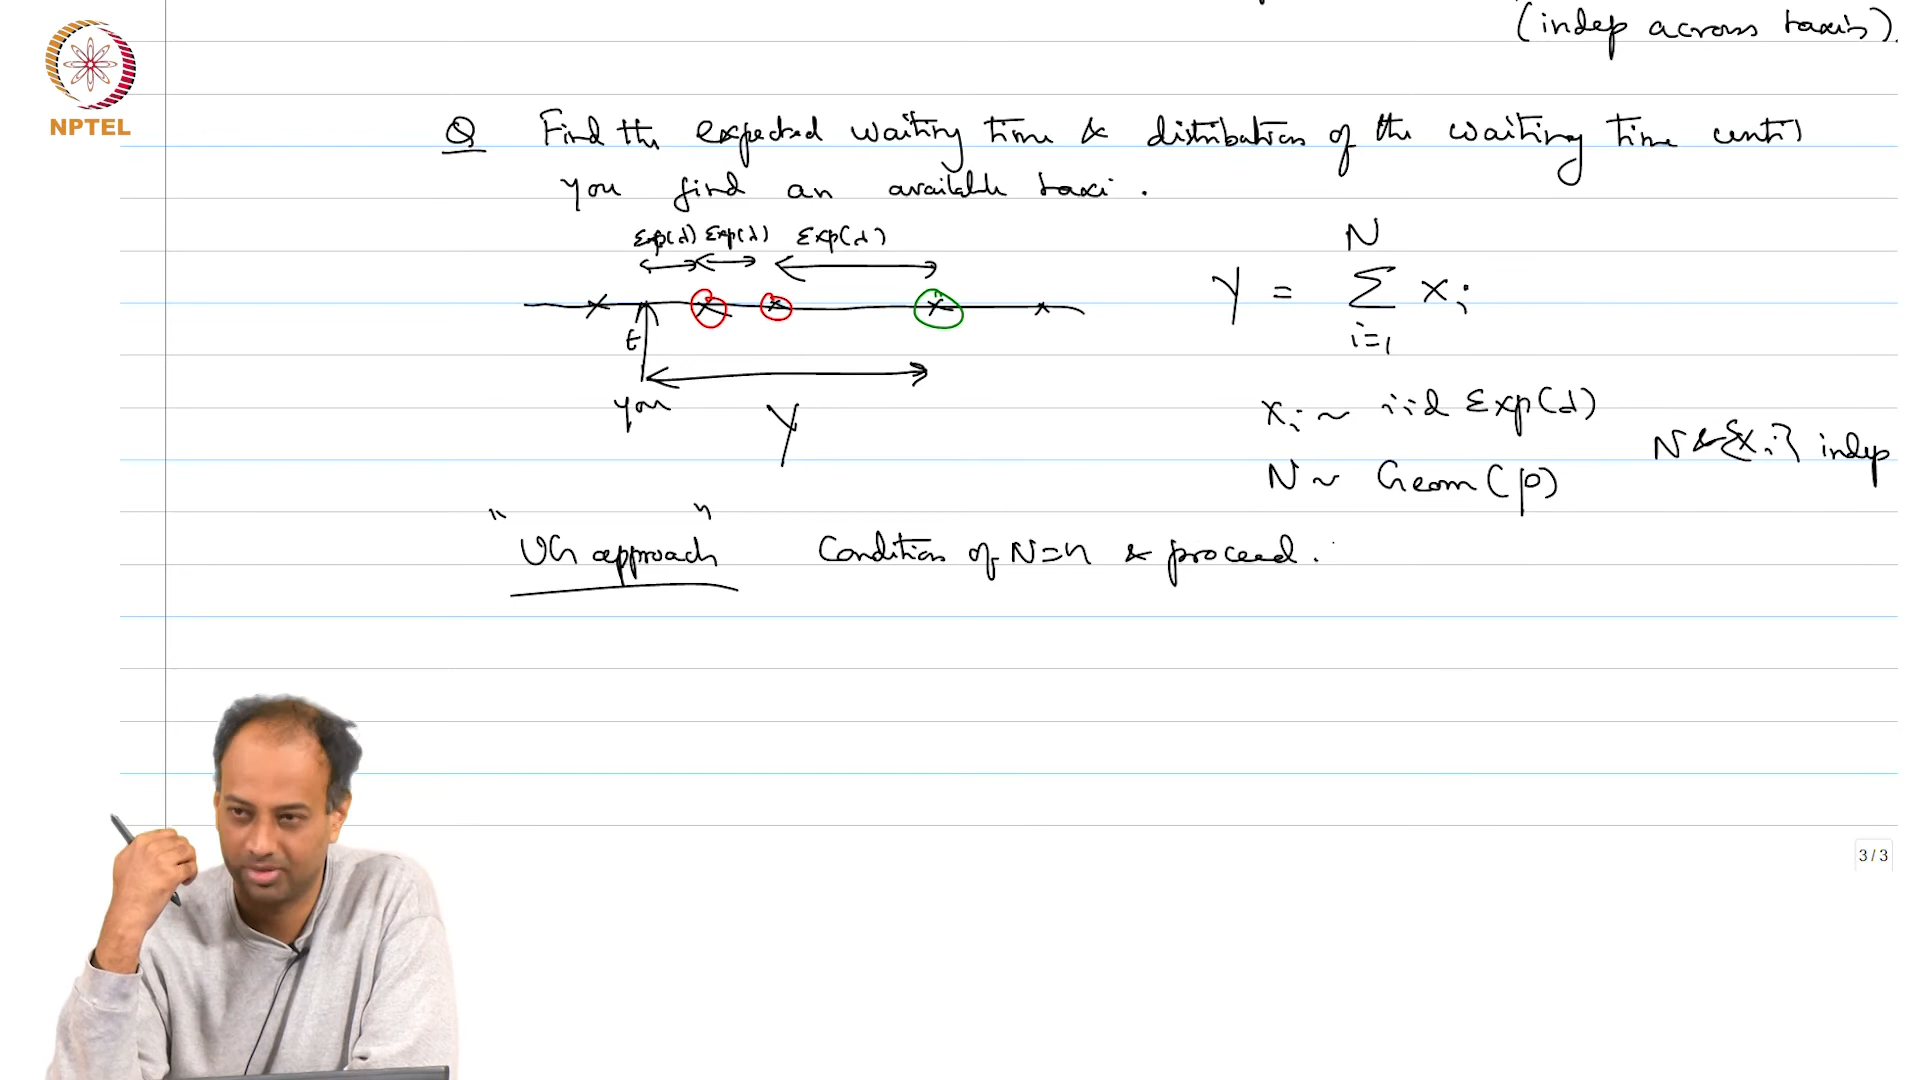 (indep across taxis).
NPTEL
Q Find the expected waiting time & distribution of the waiting time until
you find an available taxi.
Exp(λ) Exp(λ) Exp(λ)
t
you
Y
Y = N Σ i=1 Xi
Xi ~ iid Exp(λ)
N ~ Geom(p)
N & {Xi} indep
"UG approach" Condition of N=n & proceed.
3 / 3